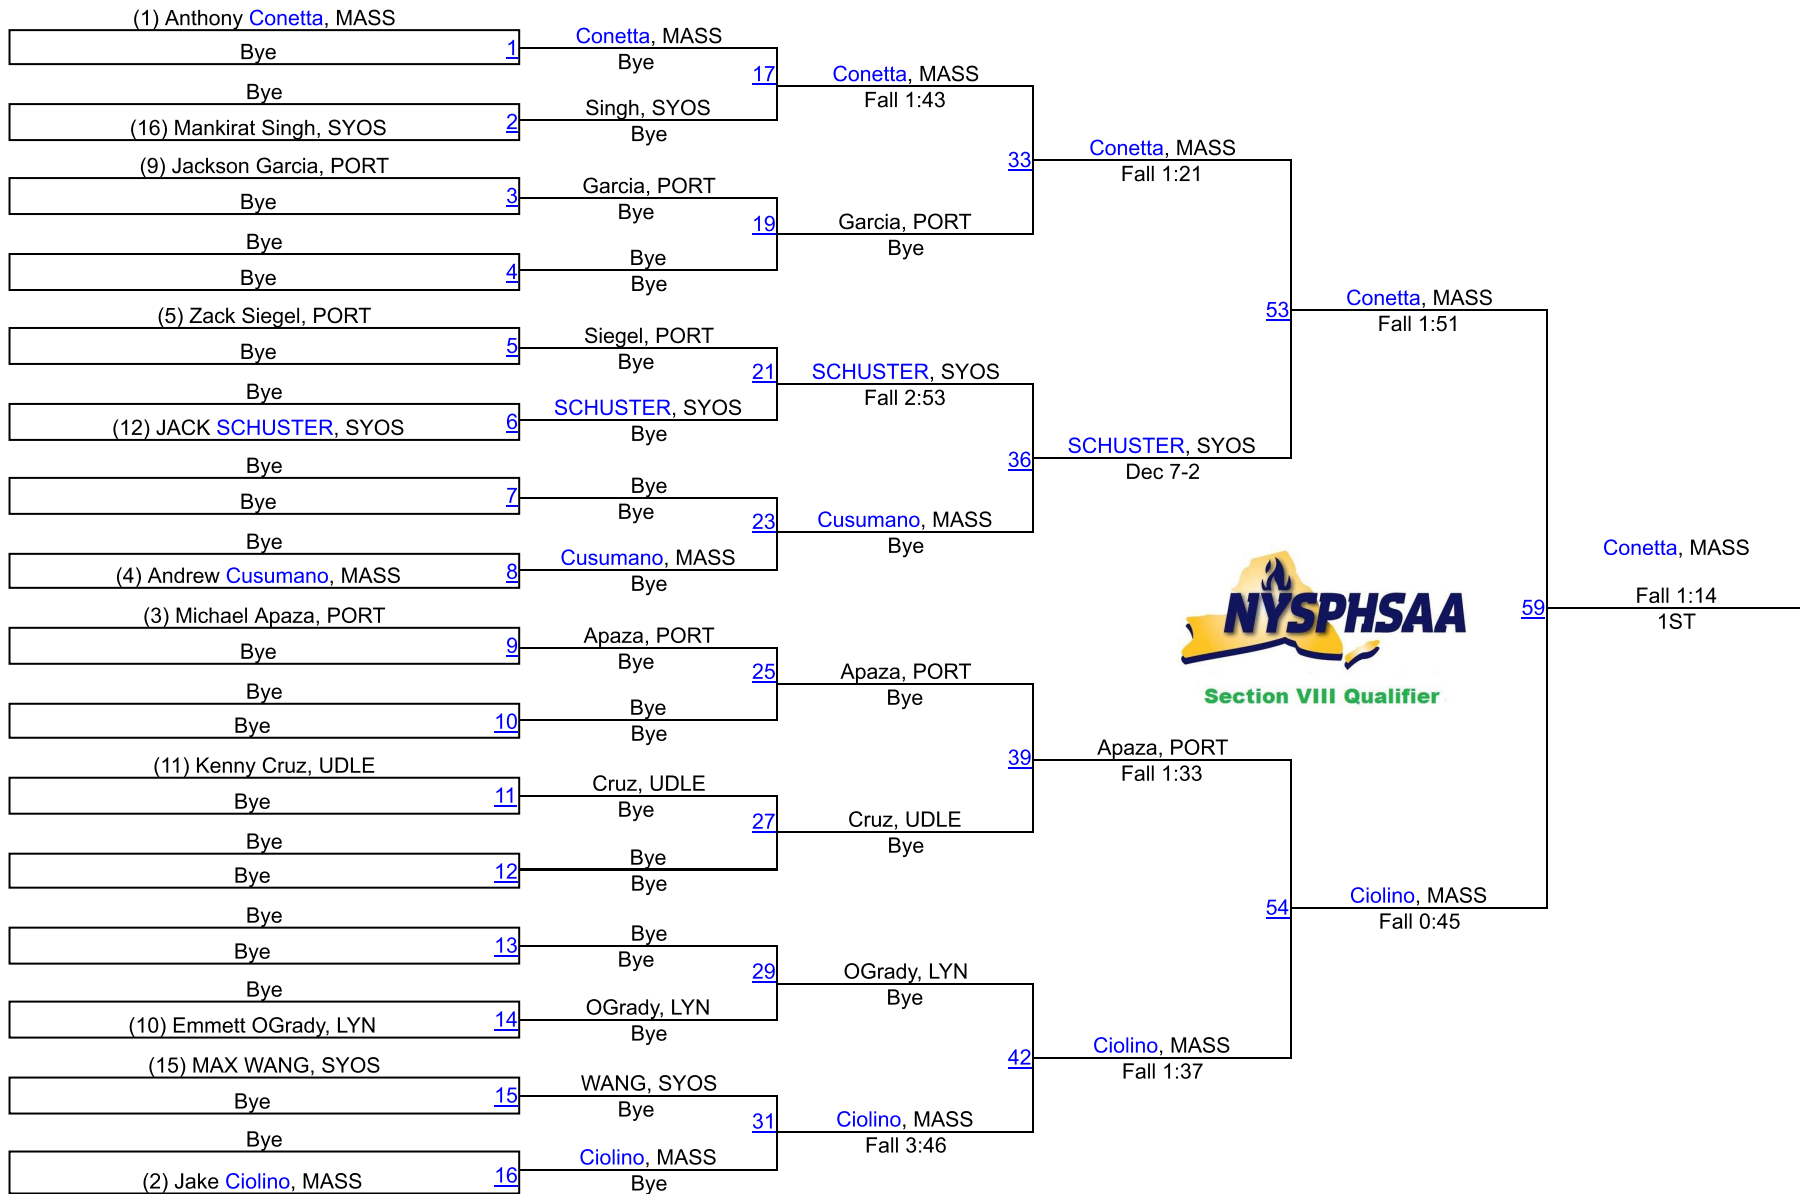 (1) Anthony Conetta, MASS
Bye
1
Bye
(16) Mankirat Singh, SYOS
2
(9) Jackson Garcia, PORT
Bye
3
Bye
Bye
4
(5) Zack Siegel, PORT
Bye
5
Bye
(12) JACK SCHUSTER, SYOS
6
Bye
Bye
7
Bye
(4) Andrew Cusumano, MASS
8
(3) Michael Apaza, PORT
Bye
9
Bye
Bye
10
(11) Kenny Cruz, UDLE
Bye
11
Bye
Bye
12
Bye
Bye
13
Bye
(10) Emmett OGrady, LYN
14
(15) MAX WANG, SYOS
Bye
15
Bye
(2) Jake Ciolino, MASS
16
Conetta, MASS
Bye
17
Singh, SYOS
Bye
Garcia, PORT
Bye
19
Bye
Bye
Siegel, PORT
Bye
21
SCHUSTER, SYOS
Bye
Bye
Bye
23
Cusumano, MASS
Bye
Apaza, PORT
Bye
25
Bye
Bye
Cruz, UDLE
Bye
27
Bye
Bye
Bye
Bye
29
OGrady, LYN
Bye
WANG, SYOS
Bye
31
Ciolino, MASS
Bye
Conetta, MASS
Fall 1:43
33
Garcia, PORT
Bye
SCHUSTER, SYOS
Fall 2:53
36
Cusumano, MASS
Bye
Apaza, PORT
Bye
39
Cruz, UDLE
Bye
OGrady, LYN
Bye
42
Ciolino, MASS
Fall 3:46
Conetta, MASS
Fall 1:21
53
SCHUSTER, SYOS
Dec 7-2
Apaza, PORT
Fall 1:33
54
Ciolino, MASS
Fall 1:37
Conetta, MASS
Fall 1:51
59
Ciolino, MASS
Fall 0:45
Conetta, MASS
Fall 1:14
1ST
NYSPHSAA
Section VIII Qualifier